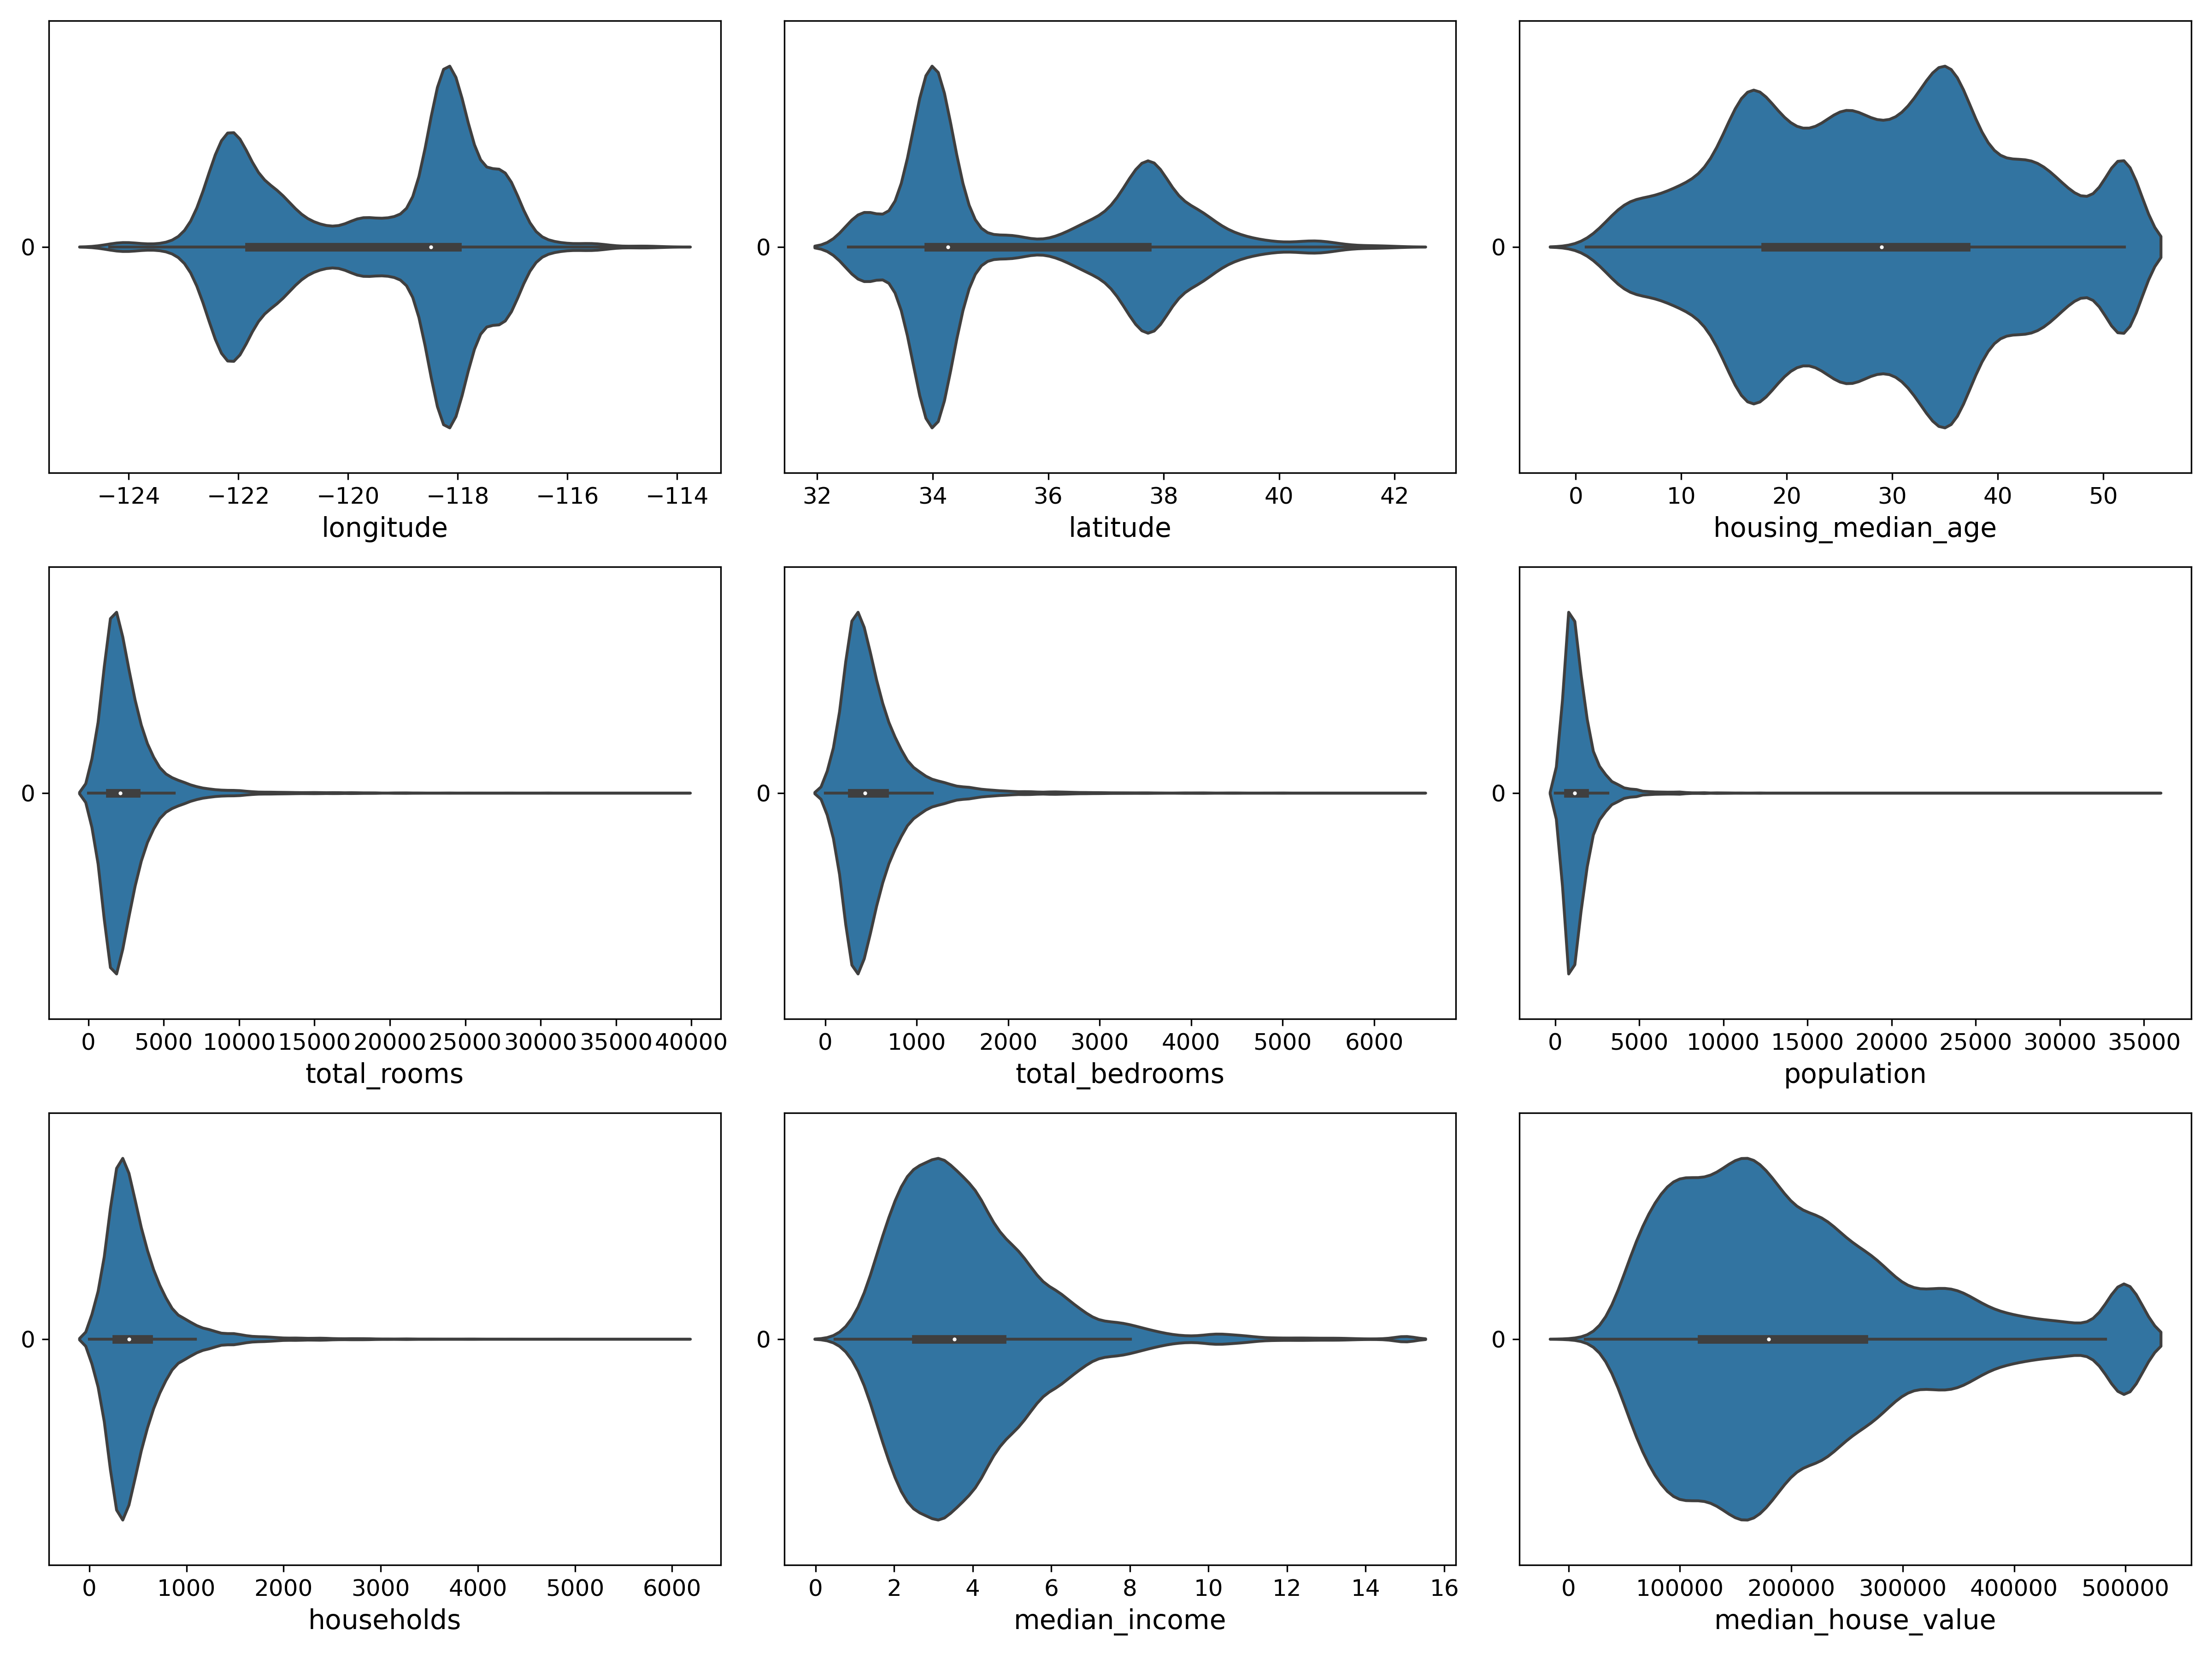 0 0 0
−124 −122 −120 −118 −116 −114 32 34 36 38 40 42 0 10 20 30 40 50
longitude latitude housing_median_age
0 0 0
0 5000 10000 15000 20000 25000 30000 35000 40000 0 1000 2000 3000 4000 5000 6000 0 5000 10000 15000 20000 25000 30000 35000
total_rooms total_bedrooms population
0 0 0
0 1000 2000 3000 4000 5000 6000 0 2 4 6 8 10 12 14 16 0 100000 200000 300000 400000 500000
households median_income median_house_value